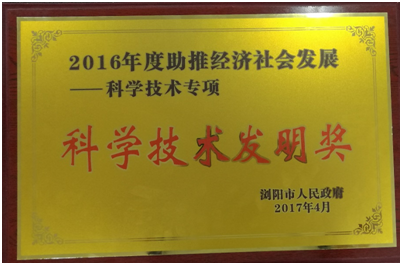 2016年度助推经济社会发展
——科学技术专项
科学技术发明奖
浏阳市人民政府
2017年4月